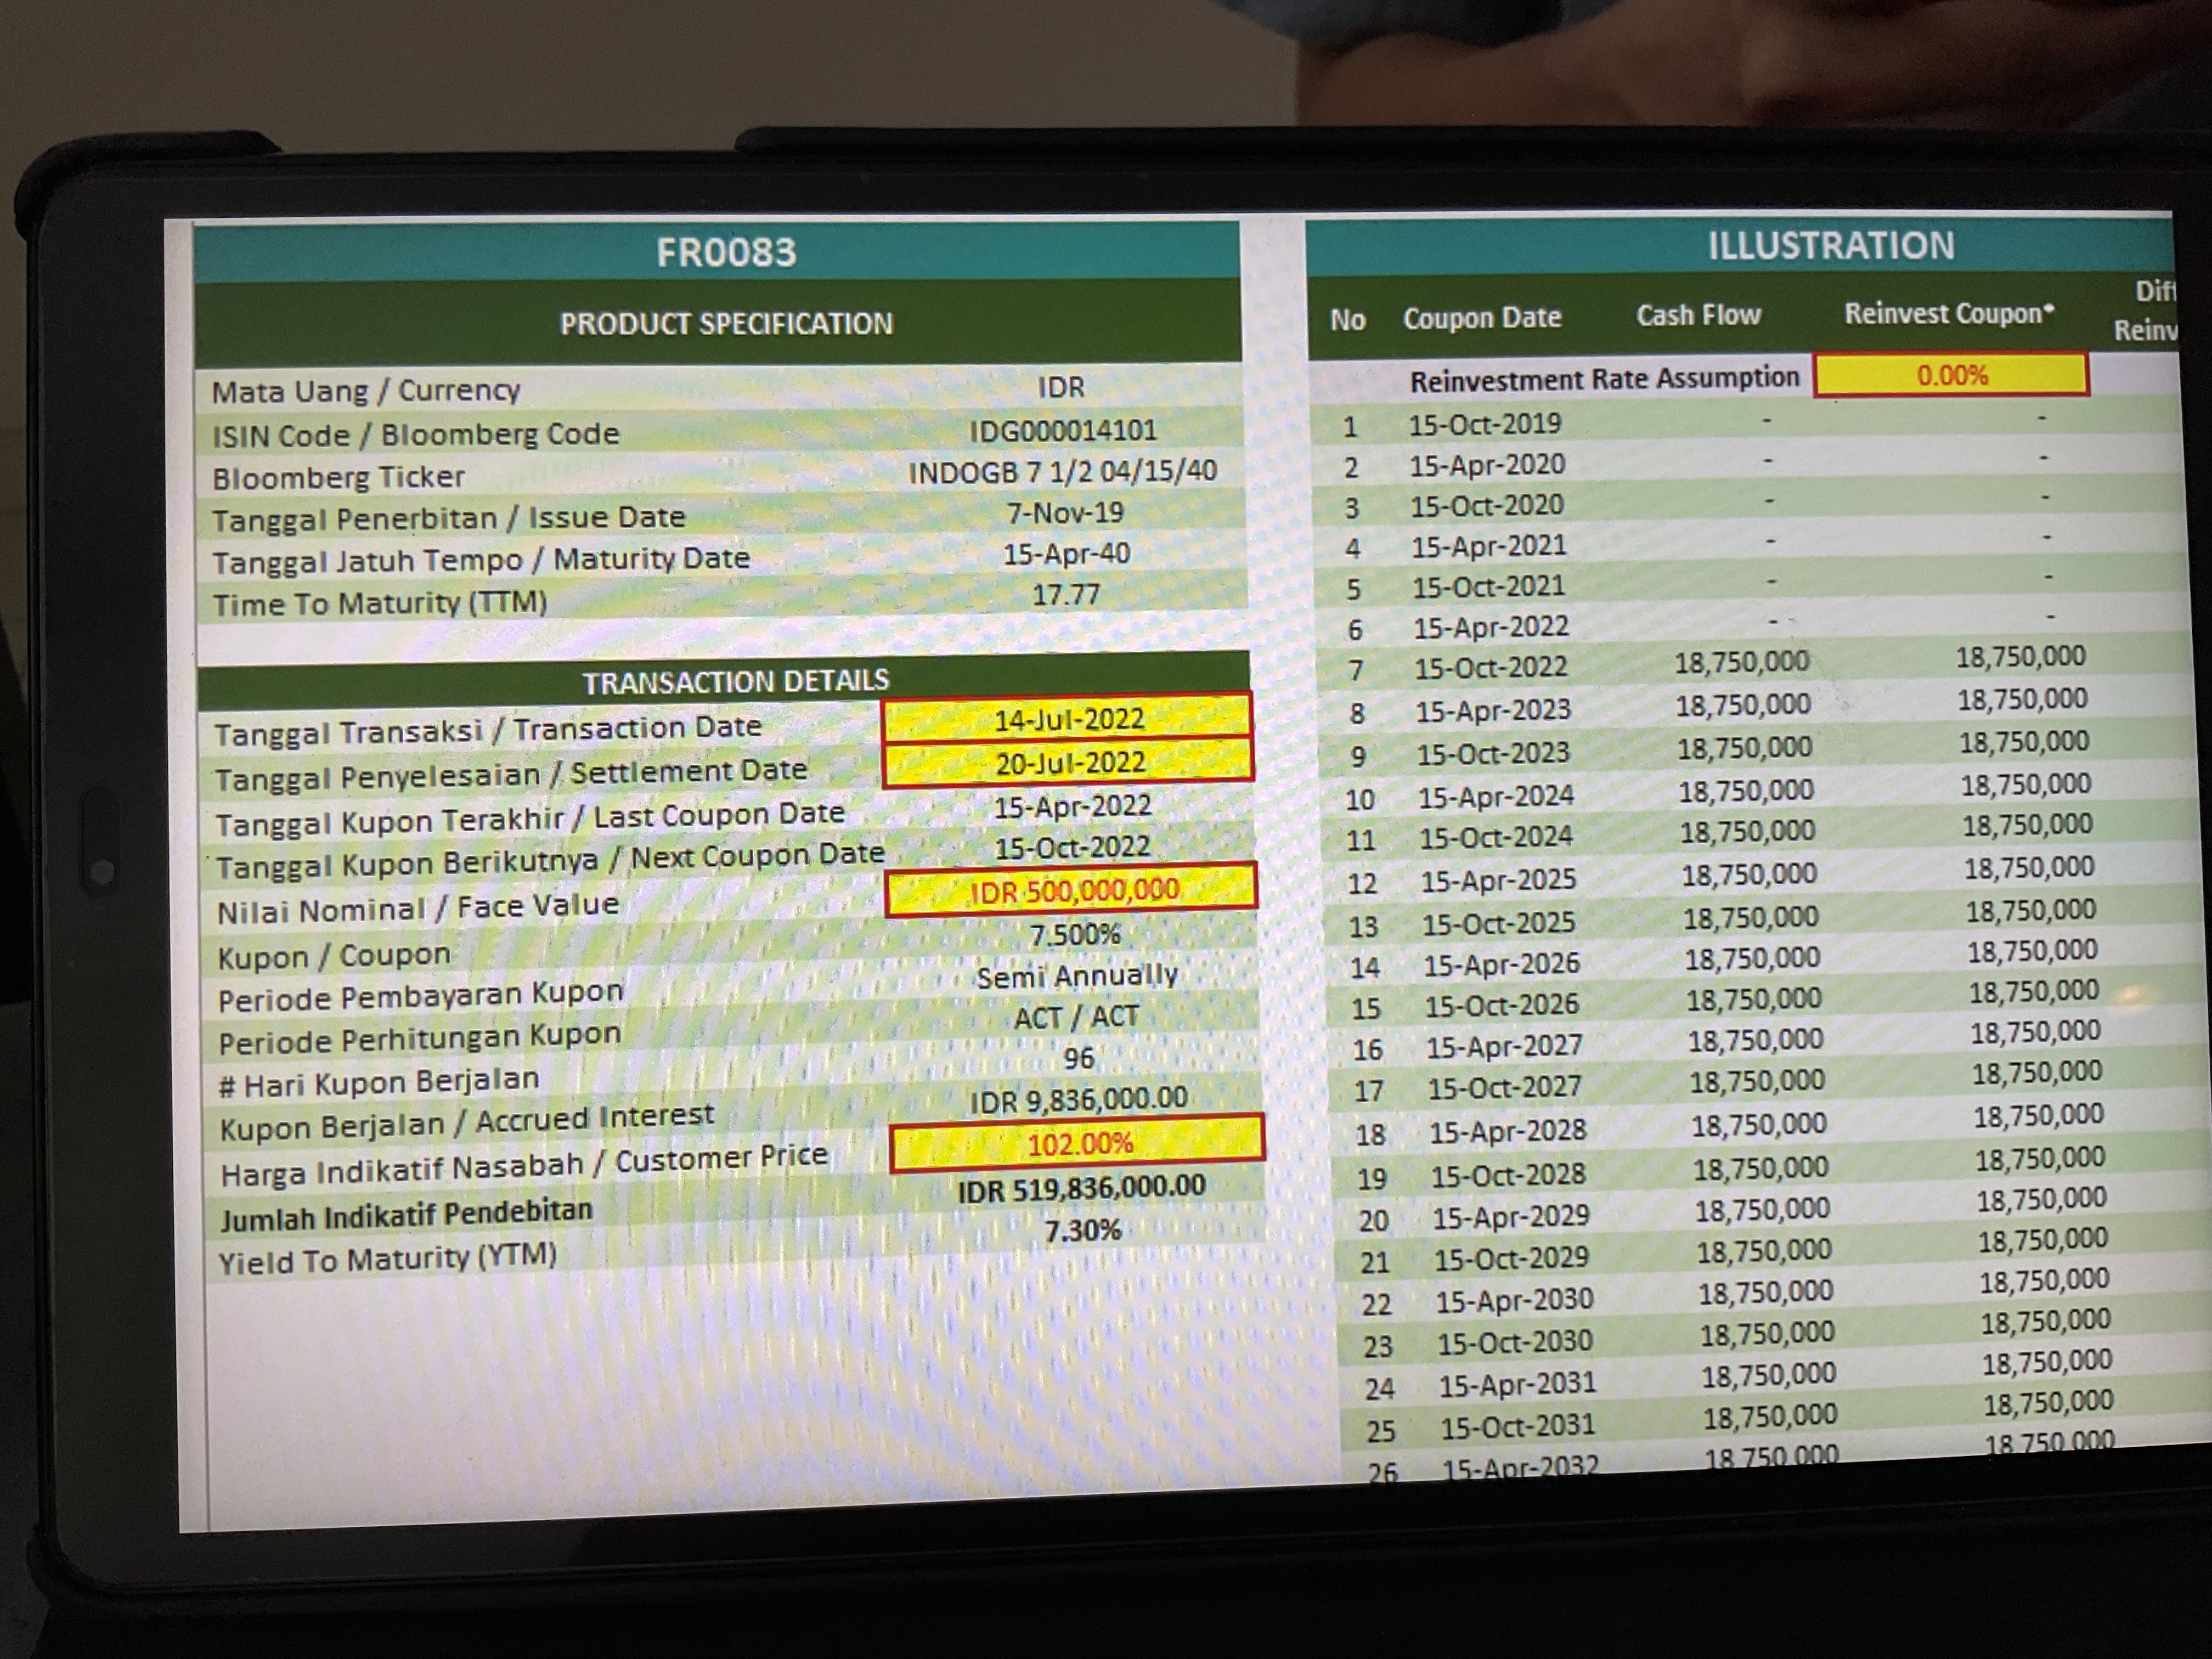 FR0083
PRODUCT SPECIFICATION
Mata Uang / Currency IDR
ISIN Code / Bloomberg Code IDG000014101
Bloomberg Ticker INDOGB 7 1/2 04/15/40
Tanggal Penerbitan / Issue Date 7-Nov-19
Tanggal Jatuh Tempo / Maturity Date 15-Apr-40
Time To Maturity (TTM) 17.77
TRANSACTION DETAILS
Tanggal Transaksi / Transaction Date 14-Jul-2022
Tanggal Penyelesaian / Settlement Date 20-Jul-2022
Tanggal Kupon Terakhir / Last Coupon Date 15-Apr-2022
Tanggal Kupon Berikutnya / Next Coupon Date 15-Oct-2022
Nilai Nominal / Face Value IDR 500,000,000
Kupon / Coupon 7.500%
Periode Pembayaran Kupon Semi Annually
Periode Perhitungan Kupon ACT / ACT
# Hari Kupon Berjalan 96
Kupon Berjalan / Accrued Interest IDR 9,836,000.00
Harga Indikatif Nasabah / Customer Price 102.00%
Jumlah Indikatif Pendebitan IDR 519,836,000.00
Yield To Maturity (YTM) 7.30%
ILLUSTRATION
No Coupon Date Cash Flow Reinvest Coupon*
Reinvestment Rate Assumption 0.00%
1 15-Oct-2019 - -
2 15-Apr-2020 - -
3 15-Oct-2020 - -
4 15-Apr-2021 - -
5 15-Oct-2021 - -
6 15-Apr-2022 - -
7 15-Oct-2022 18,750,000 18,750,000
8 15-Apr-2023 18,750,000 18,750,000
9 15-Oct-2023 18,750,000 18,750,000
10 15-Apr-2024 18,750,000 18,750,000
11 15-Oct-2024 18,750,000 18,750,000
12 15-Apr-2025 18,750,000 18,750,000
13 15-Oct-2025 18,750,000 18,750,000
14 15-Apr-2026 18,750,000 18,750,000
15 15-Oct-2026 18,750,000 18,750,000
16 15-Apr-2027 18,750,000 18,750,000
17 15-Oct-2027 18,750,000 18,750,000
18 15-Apr-2028 18,750,000 18,750,000
19 15-Oct-2028 18,750,000 18,750,000
20 15-Apr-2029 18,750,000 18,750,000
21 15-Oct-2029 18,750,000 18,750,000
22 15-Apr-2030 18,750,000 18,750,000
23 15-Oct-2030 18,750,000 18,750,000
24 15-Apr-2031 18,750,000 18,750,000
25 15-Oct-2031 18,750,000 18,750,000
26 15-Apr-2032 18,750,000 18,750,000